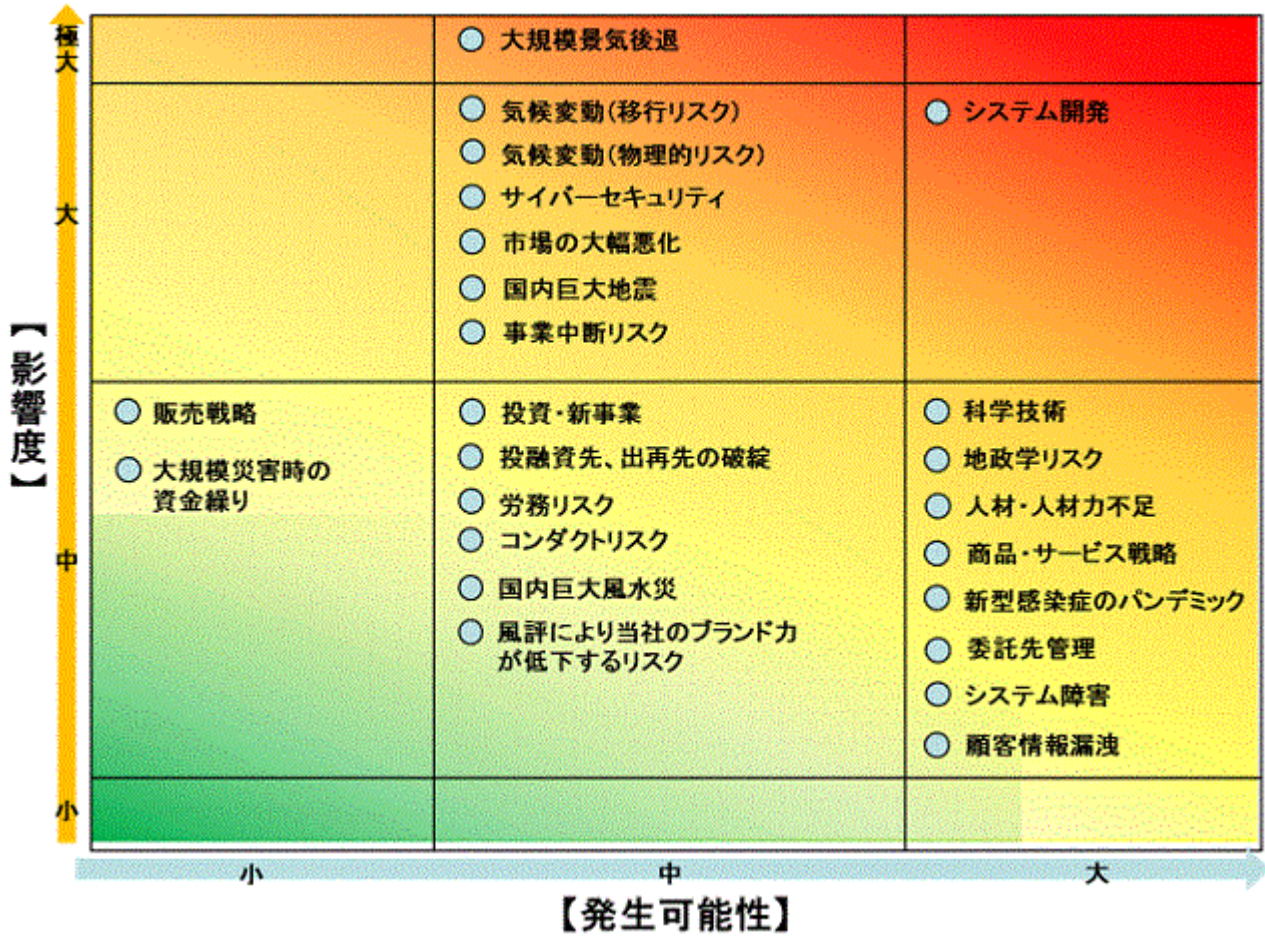 極大
大規模景気後退
大
気候変動(移行リスク)
気候変動(物理的リスク)
サイバーセキュリティ
市場の大幅悪化
国内巨大地震
事業中断リスク
システム開発
【影響度】
中
販売戦略
大規模災害時の
資金繰り
投資・新事業
投融資先、出再先の破綻
労務リスク
コンダクトリスク
国内巨大風水災
風評により当社のブランド力
が低下するリスク
科学技術
地政学リスク
人材・人材力不足
商品・サービス戦略
新型感染症のパンデミック
委託先管理
システム障害
顧客情報漏洩
小
小
中
大
【発生可能性】